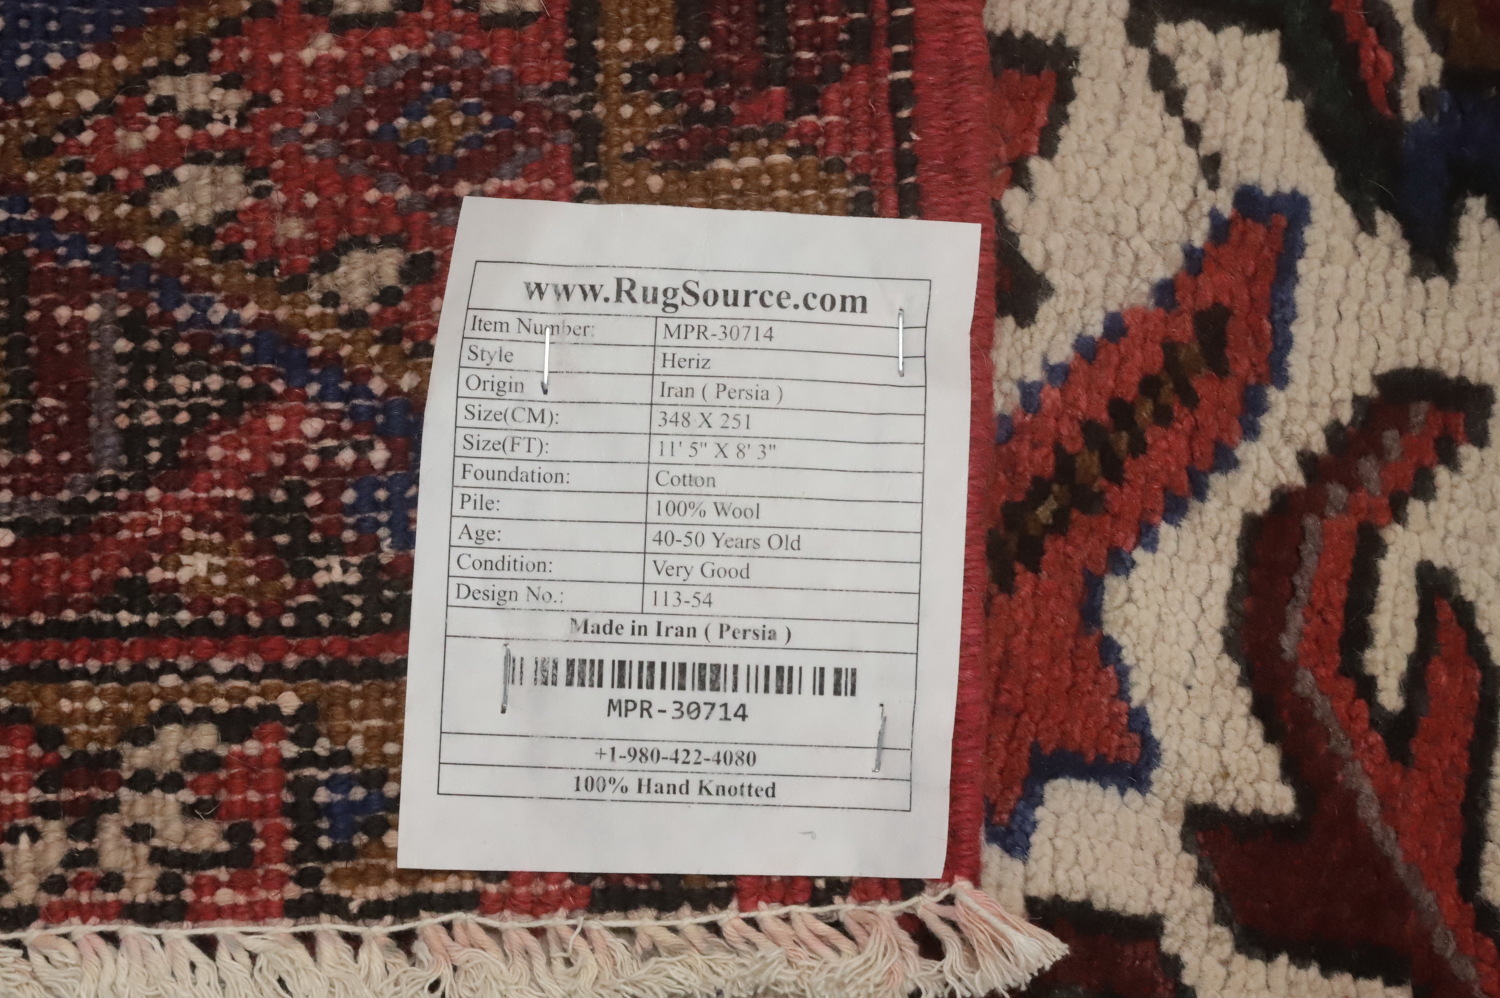 www.RugSource.com
Item Number: MPR-30714
Style Heriz
Origin Iran ( Persia )
Size(CM): 348 X 251
Size(FT): 11' 5" X 8' 3"
Foundation: Cotton
Pile: 100% Wool
Age: 40-50 Years Old
Condition: Very Good
Design No.: 113-54
Made in Iran ( Persia )
MPR-30714
+1-980-422-4080
100% Hand Knotted